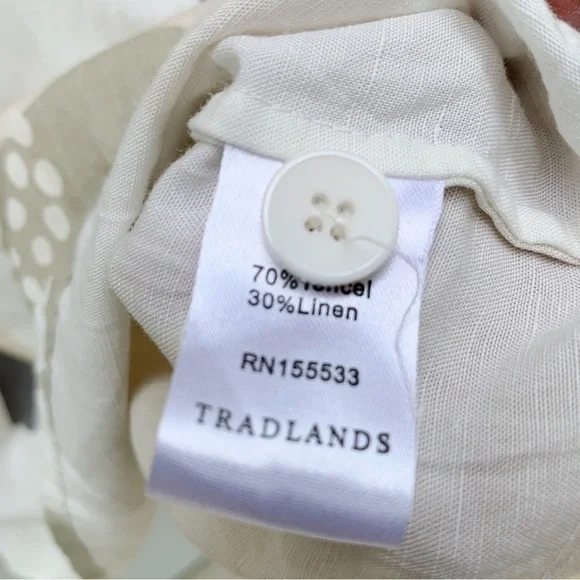 70%Tencel
30%Linen
RN155533
TRADLANDS